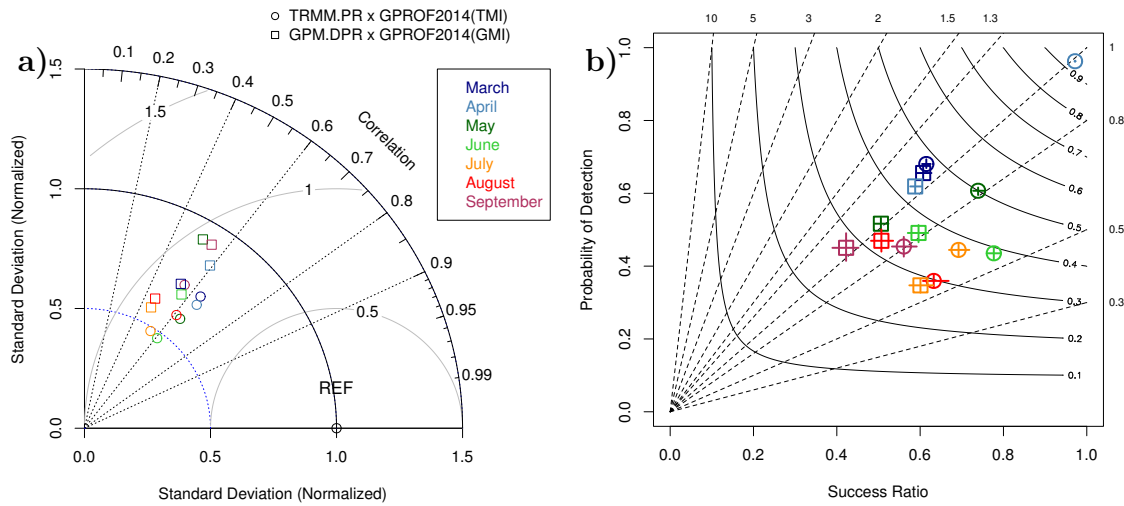 TRMM.PR x GPROF2014(TMI)
GPM.DPR x GPROF2014(GMI)
a)
0.1 0.2 0.3 0.4 0.5 0.6 0.7 0.8 0.9 0.95 0.99
Correlation
1.5
1.0
0.5
0.0
Standard Deviation (Normalized)
1.5
1
0.5
REF
0.0 0.5 1.0 1.5
Standard Deviation (Normalized)
March
April
May
June
July
August
September
b)
10 5 3 2 1.5 1.3
1
0.8
0.5
0.3
1.0
0.8
0.6
0.4
0.2
0.0
Probability of Detection
0.9
0.8
0.7
0.6
0.5
0.4
0.3
0.2
0.1
0.0 0.2 0.4 0.6 0.8 1.0
Success Ratio